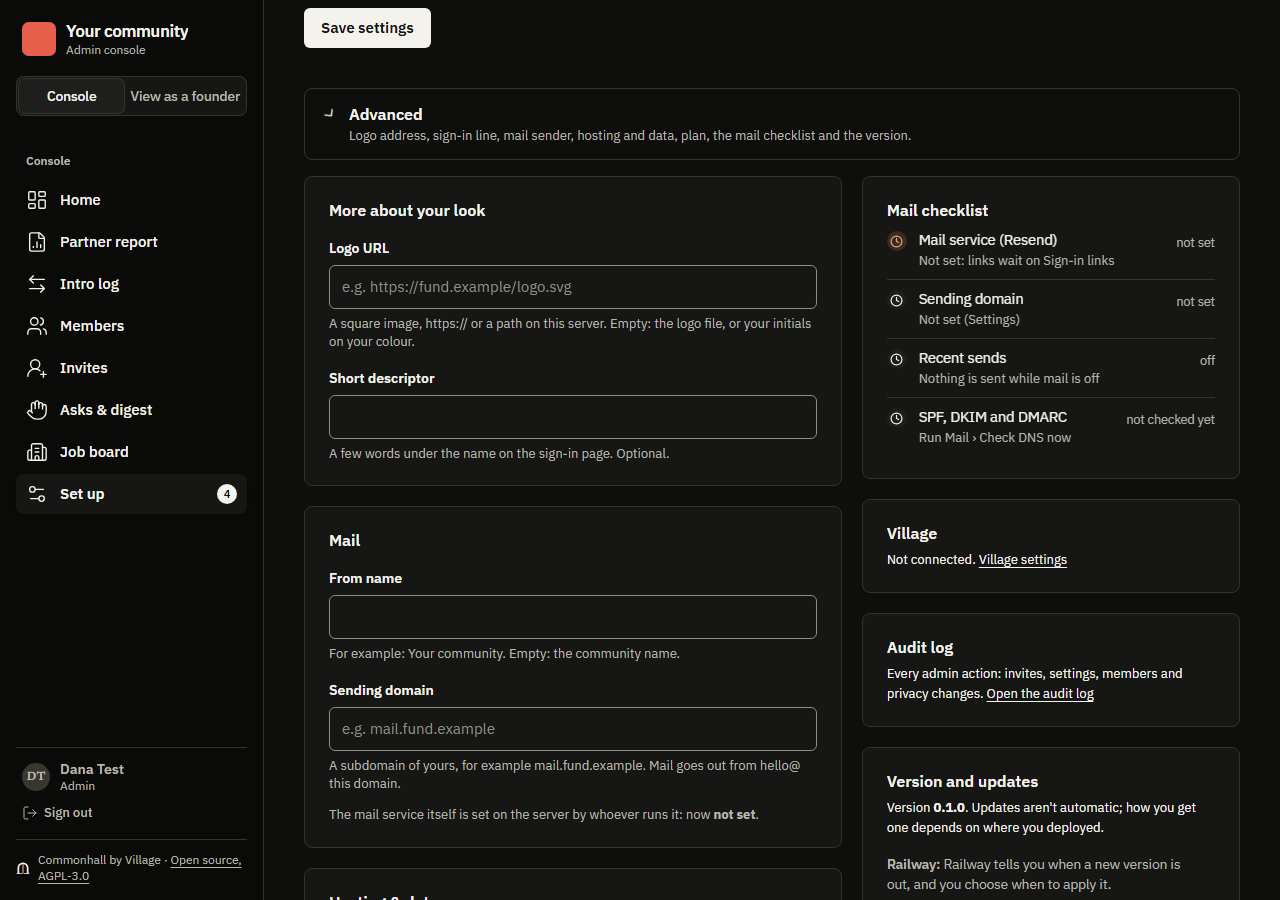 Your community
Admin console
Console
View as a founder
Console
Home
Partner report
Intro log
Members
Invites
Asks & digest
Job board
Set up
4
DT
Dana Test
Admin
Sign out
Commonhall by Village · Open source,
AGPL-3.0
Save settings
Advanced
Logo address, sign-in line, mail sender, hosting and data, plan, the mail checklist and the version.
More about your look
Logo URL
e.g. https://fund.example/logo.svg
A square image, https:// or a path on this server. Empty: the logo file, or your initials
on your colour.
Short descriptor
A few words under the name on the sign-in page. Optional.
Mail
From name
For example: Your community. Empty: the community name.
Sending domain
e.g. mail.fund.example
A subdomain of yours, for example mail.fund.example. Mail goes out from hello@
this domain.
The mail service itself is set on the server by whoever runs it: now not set.
Mail checklist
Mail service (Resend)
not set
Not set: links wait on Sign-in links
Sending domain
not set
Not set (Settings)
Recent sends
off
Nothing is sent while mail is off
SPF, DKIM and DMARC
not checked yet
Run Mail › Check DNS now
Village
Not connected. Village settings
Audit log
Every admin action: invites, settings, members and
privacy changes. Open the audit log
Version and updates
Version 0.1.0. Updates aren't automatic; how you get
one depends on where you deployed.
Railway: Railway tells you when a new version is
out, and you choose when to apply it.